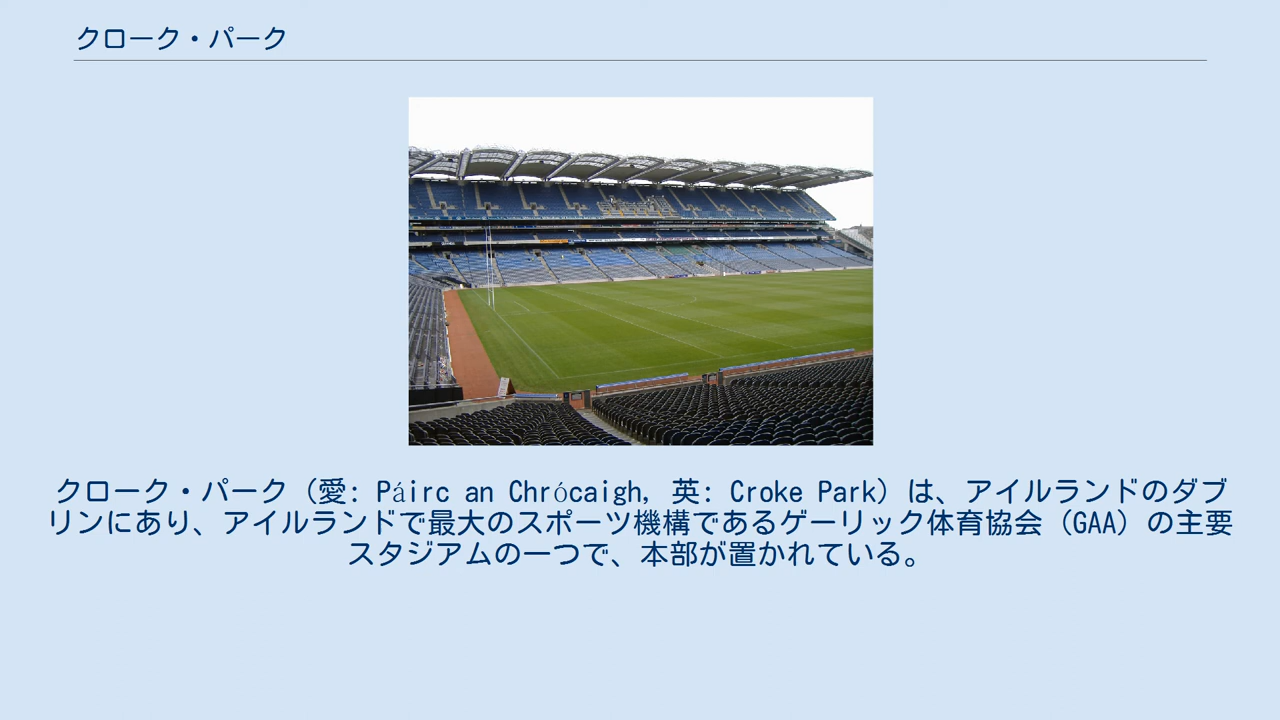 クローク・パーク
クローク・パーク（愛: Páirc an Chrócaigh, 英: Croke Park）は、アイルランドのダブ
リンにあり、アイルランドで最大のスポーツ機構であるゲーリック体育協会（GAA）の主要
スタジアムの一つで、本部が置かれている。